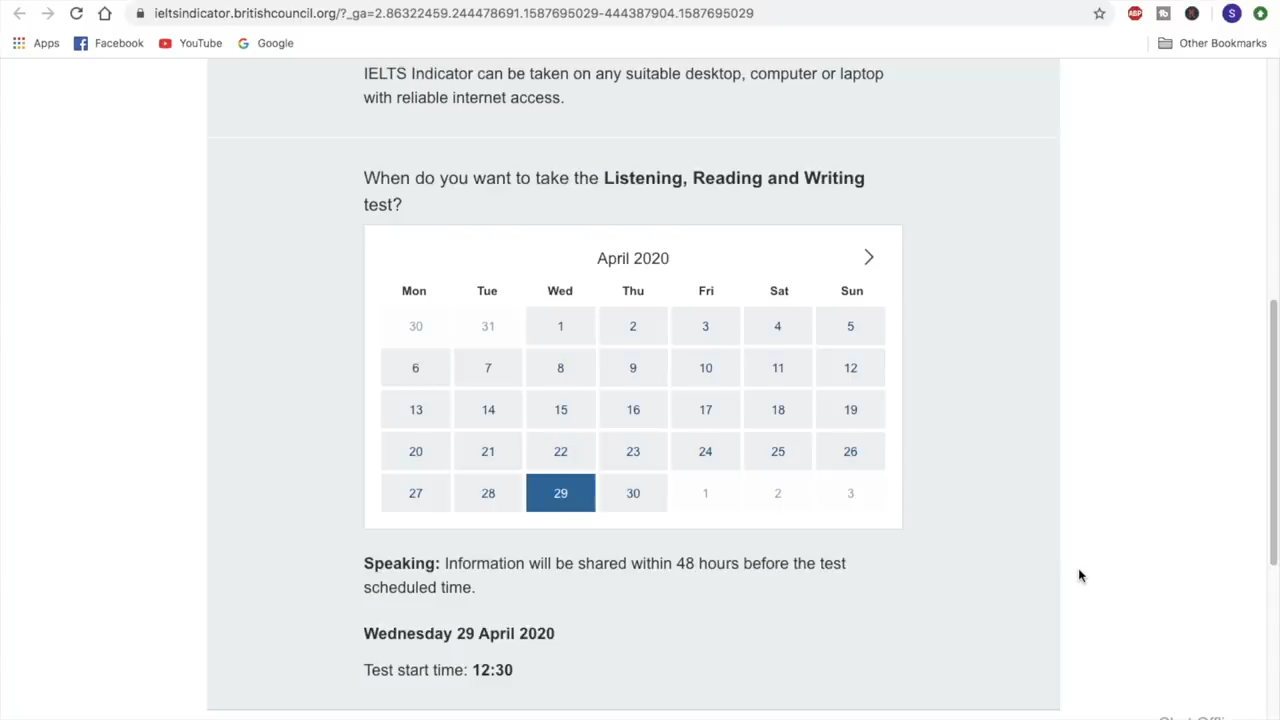 ieltsindicator.britishcouncil.org/?_ga=2.86322459.244478691.1587695029-444387904.1587695029
ABP
S
Apps Facebook YouTube Google Other Bookmarks
IELTS Indicator can be taken on any suitable desktop, computer or laptop
with reliable internet access.
When do you want to take the Listening, Reading and Writing
test?
April 2020
Mon Tue Wed Thu Fri Sat Sun
30 31 1 2 3 4 5
6 7 8 9 10 11 12
13 14 15 16 17 18 19
20 21 22 23 24 25 26
27 28 29 30 1 2 3
Speaking: Information will be shared within 48 hours before the test
scheduled time.
Wednesday 29 April 2020
Test start time: 12:30